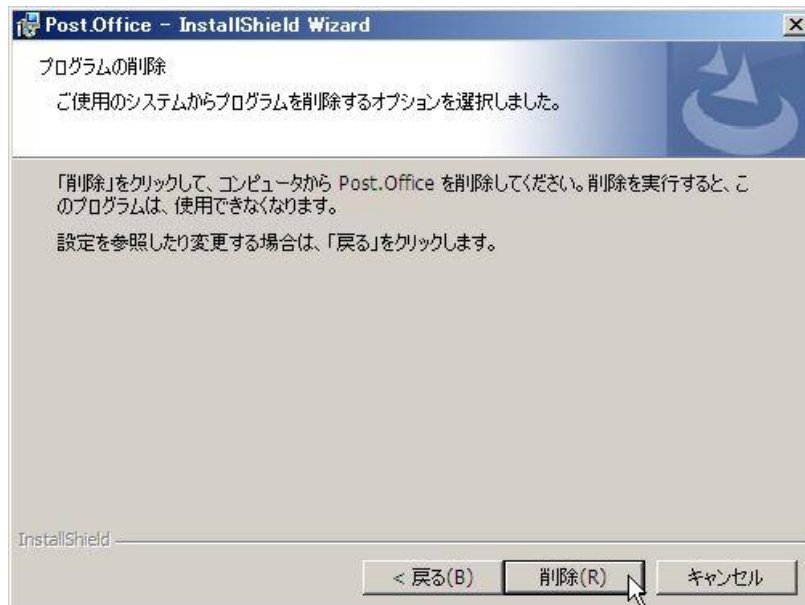 Post.Office - InstallShield Wizard
プログラムの削除
ご使用のシステムからプログラムを削除するオプションを選択しました。
「削除」をクリックして、コンピュータから Post.Office を削除してください。削除を実行すると、こ
のプログラムは、使用できなくなります。
設定を参照したり変更する場合は、「戻る」をクリックします。
InstallShield
< 戻る(B) 削除(R) キャンセル